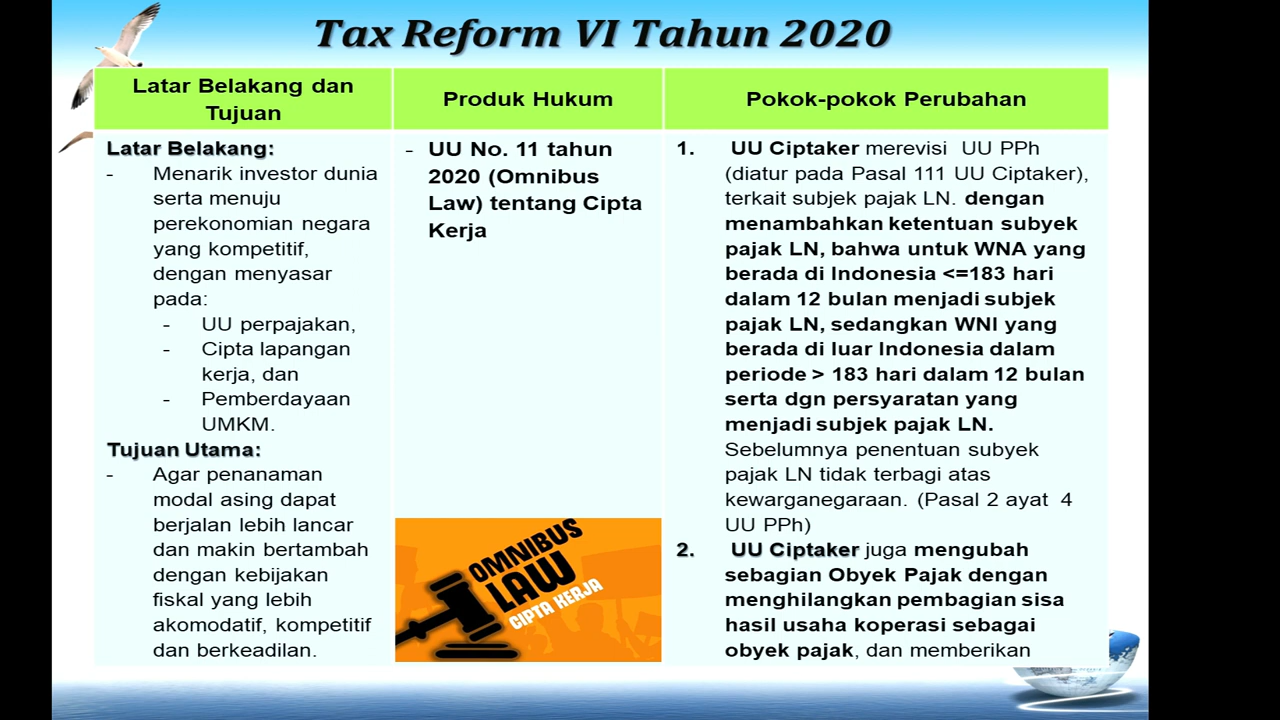 Tax Reform VI Tahun 2020
Latar Belakang dan
Tujuan
Produk Hukum
Pokok-pokok Perubahan
Latar Belakang:
- Menarik investor dunia
serta menuju
perekonomian negara
yang kompetitif,
dengan menyasar
pada:
- UU perpajakan,
- Cipta lapangan
kerja, dan
- Pemberdayaan
UMKM.
Tujuan Utama:
- Agar penanaman
modal asing dapat
berjalan lebih lancar
dan makin bertambah
dengan kebijakan
fiskal yang lebih
akomodatif, kompetitif
dan berkeadilan.
- UU No. 11 tahun
2020 (Omnibus
Law) tentang Cipta
Kerja
OMNIBUS
LAW
CIPTA KERJA
1. UU Ciptaker merevisi UU PPh
(diatur pada Pasal 111 UU Ciptaker),
terkait subjek pajak LN. dengan
menambahkan ketentuan subyek
pajak LN, bahwa untuk WNA yang
berada di Indonesia <=183 hari
dalam 12 bulan menjadi subjek
pajak LN, sedangkan WNI yang
berada di luar Indonesia dalam
periode > 183 hari dalam 12 bulan
serta dgn persyaratan yang
menjadi subjek pajak LN.
Sebelumnya penentuan subyek
pajak LN tidak terbagi atas
kewarganegaraan. (Pasal 2 ayat 4
UU PPh)
2. UU Ciptaker juga mengubah
sebagian Obyek Pajak dengan
menghilangkan pembagian sisa
hasil usaha koperasi sebagai
obyek pajak, dan memberikan